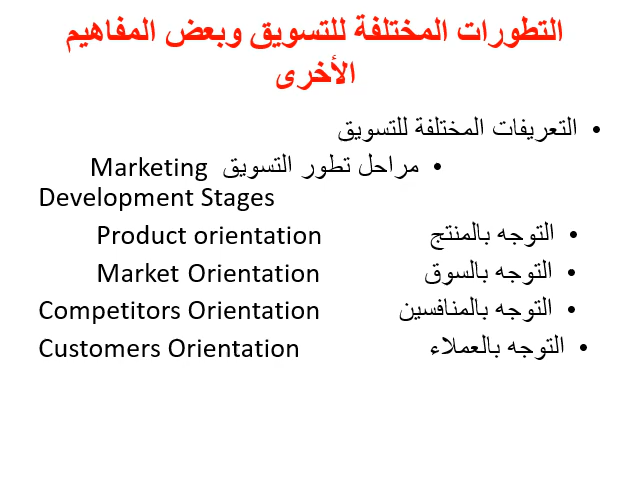 التطورات المختلفة للتسويق وبعض المفاهيم
الأخرى
• التعريفات المختلفة للتسويق
• مراحل تطور التسويق Marketing
Development Stages
• التوجه بالمنتج Product orientation
• التوجه بالسوق Market Orientation
• التوجه بالمنافسين Competitors Orientation
• التوجه بالعملاء Customers Orientation